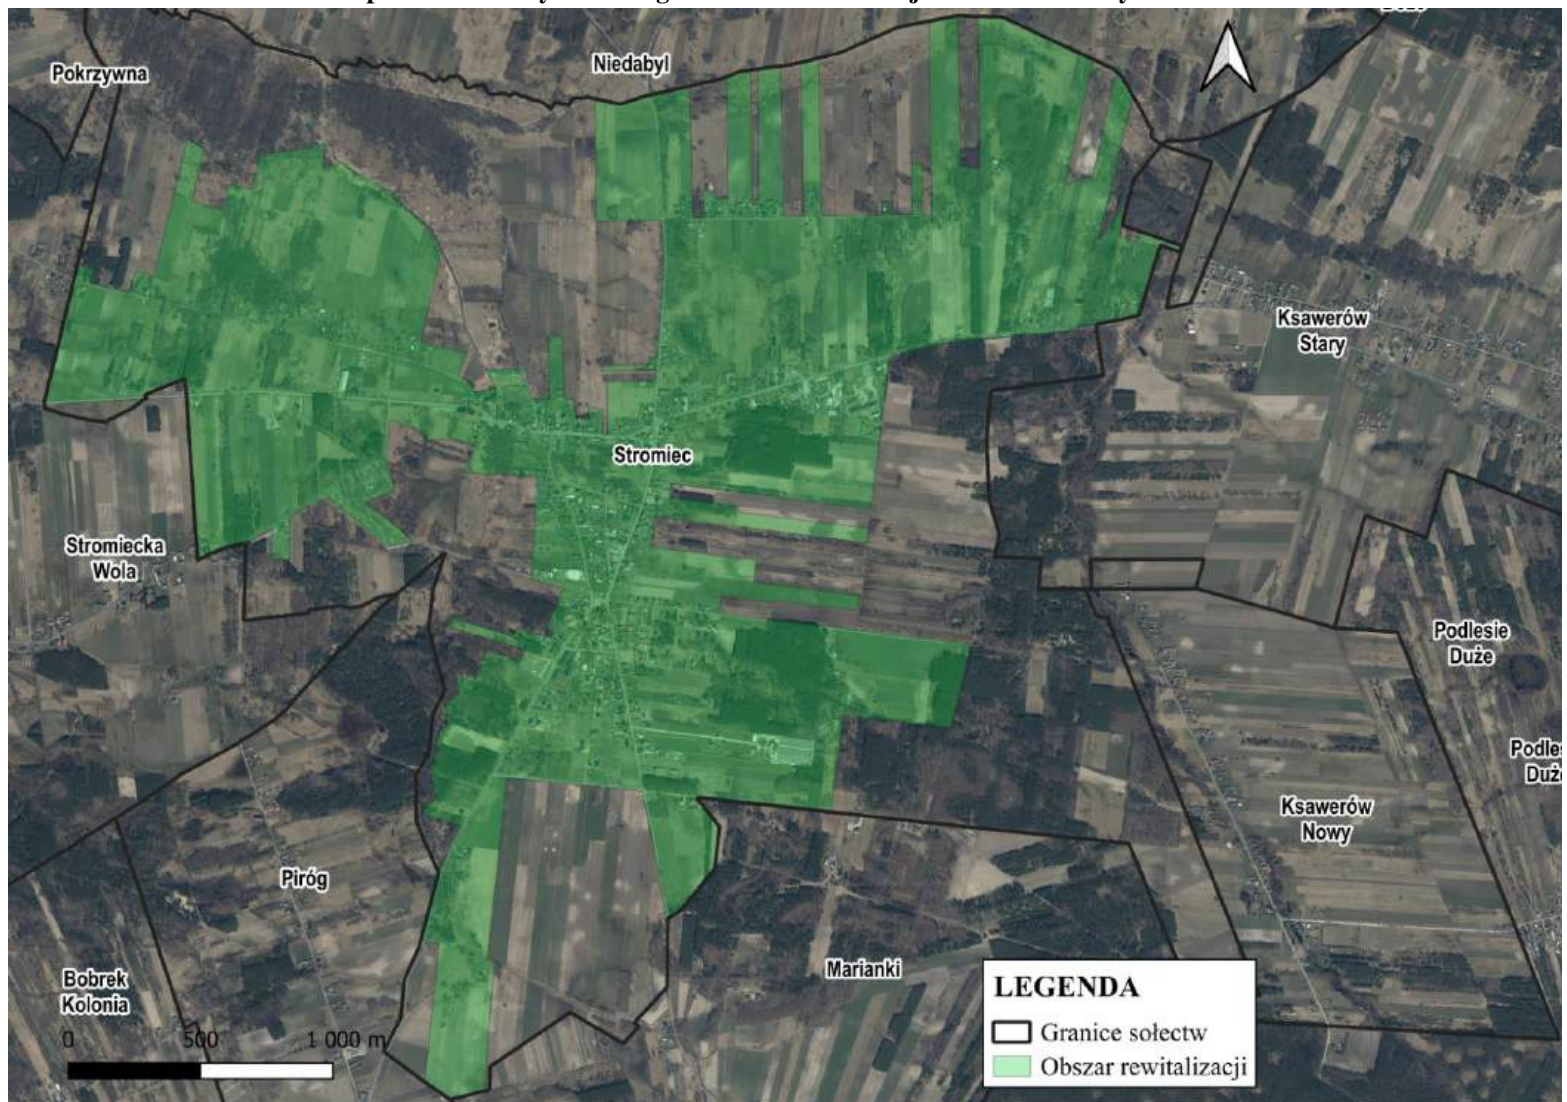 Niedabyl
Pokrzywna
Ksawerów
Stary
Stromiec
Stromiecka
Wola
Podlesie
Duże
Ksawerów
Nowy
Piróg
Marianki
Bobrek
Kolonia
0 500 1 000 m
LEGENDA
Granice sołectw
Obszar rewitalizacji